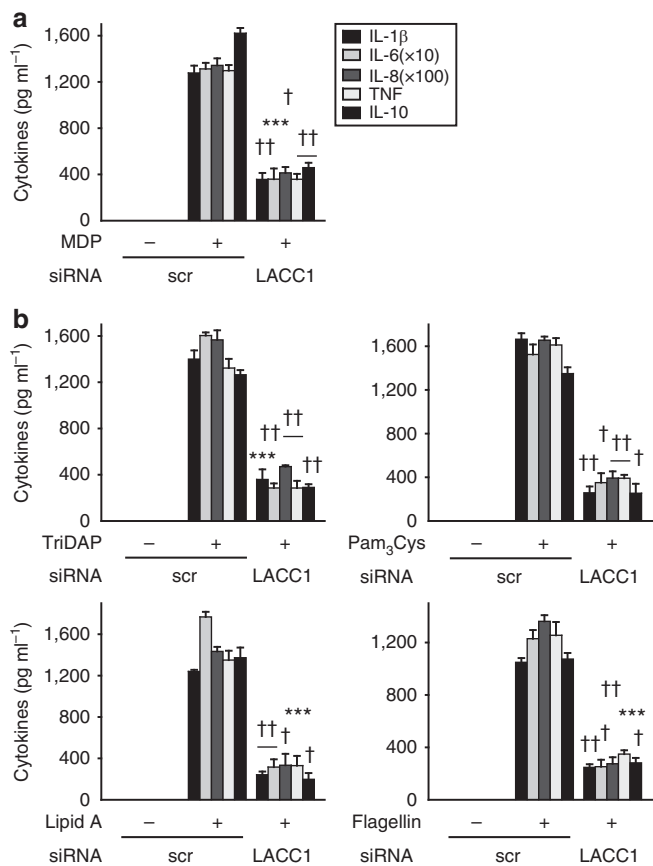 a
1,600
1,200
800
400
0
Cytokines (pg ml⁻¹)
IL-1β
IL-6(×10)
IL-8(×100)
TNF
IL-10
††
***
†
††
MDP – + +
siRNA scr LACC1
b
1,600
1,200
800
400
0
Cytokines (pg ml⁻¹)
***
††
††
††
TriDAP – + +
siRNA scr LACC1
1,600
1,200
800
400
0
††
†
††
†
Pam₃Cys – + +
siRNA scr LACC1
1,600
1,200
800
400
0
Cytokines (pg ml⁻¹)
††
†
***
†
Lipid A – + +
siRNA scr LACC1
1,200
800
400
0
††
†
††
***
†
Flagellin – + +
siRNA scr LACC1